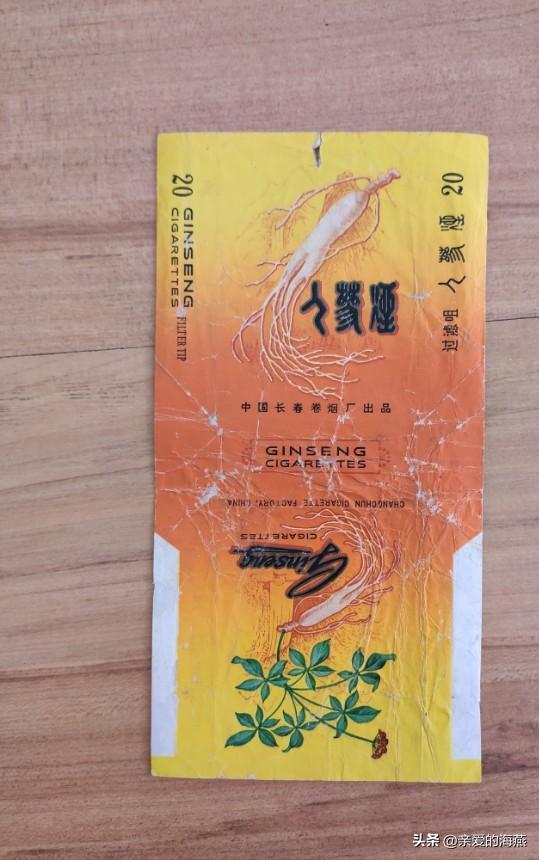 人参烟
中国长春卷烟厂出品
GINSENG
CIGARETTES
20 GINSENG
CIGARETTES
FILTER TIP
过滤咀 人参烟 20
CHANGCHUN CIGARETTE FACTORY, CHINA
CIGARETTES
Ginseng
头条 @亲爱的海燕